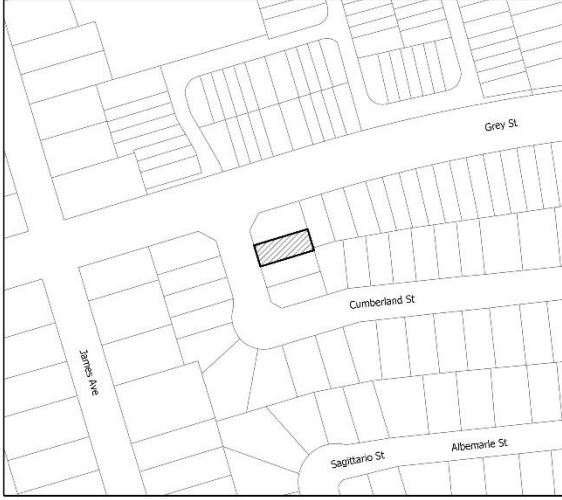 Grey St
Cumberland St
James Ave
Albemarle St
Sagittario St